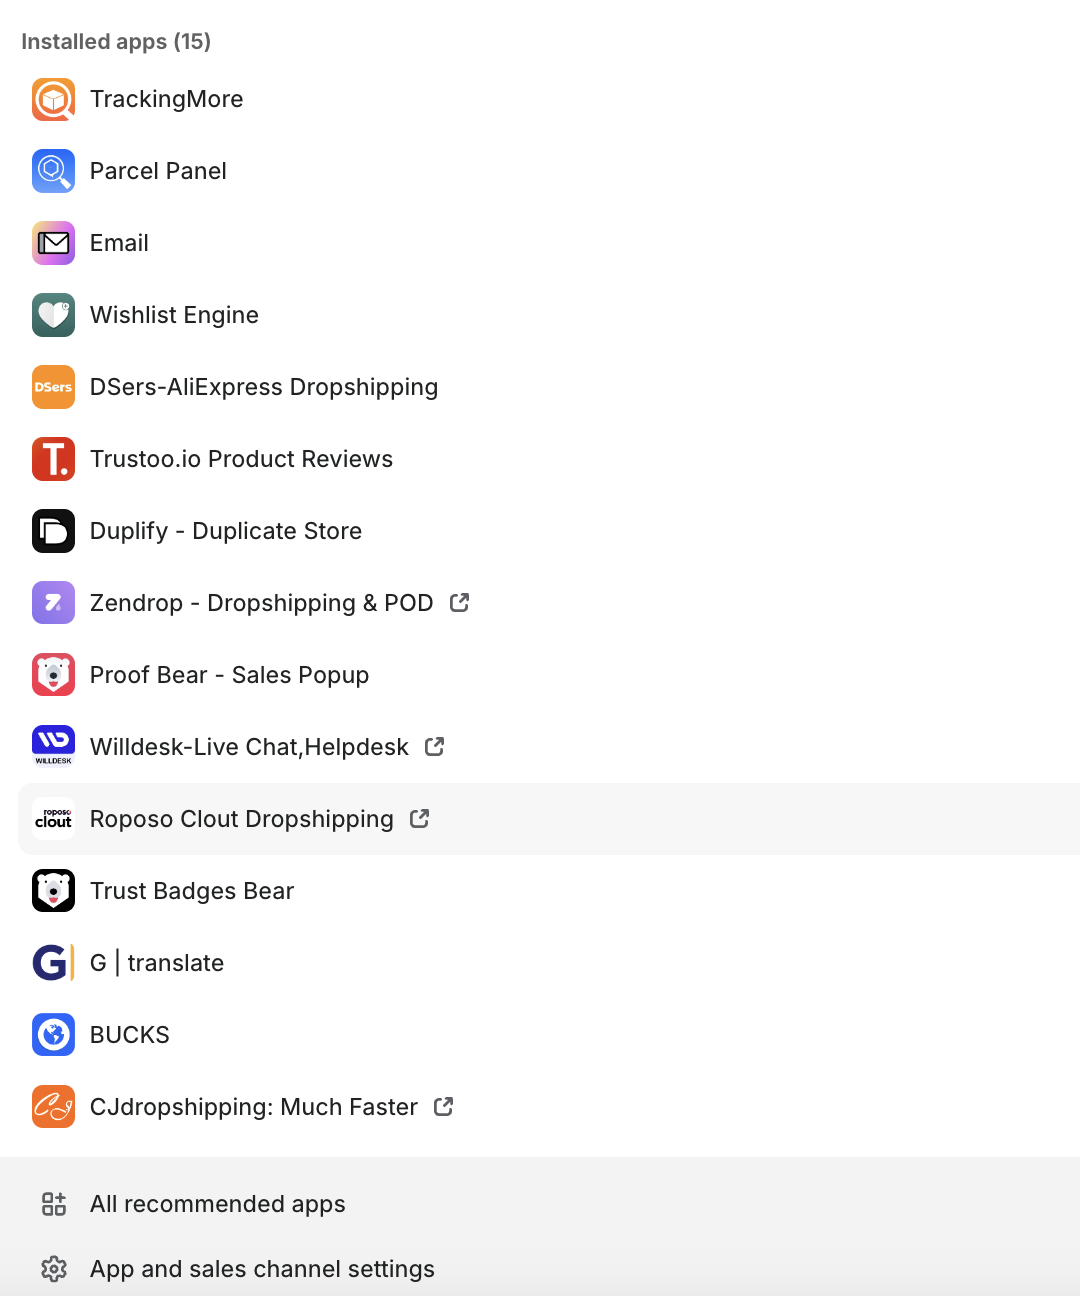 Installed apps (15)
TrackingMore
Parcel Panel
Email
Wishlist Engine
DSers
DSers-AliExpress Dropshipping
T.
Trustoo.io Product Reviews
Duplify - Duplicate Store
Zendrop - Dropshipping & POD
Proof Bear - Sales Popup
WILLDESK
Willdesk-Live Chat,Helpdesk
roposo
clout
Roposo Clout Dropshipping
Trust Badges Bear
G|
G | translate
BUCKS
CJ
CJdropshipping: Much Faster
All recommended apps
App and sales channel settings